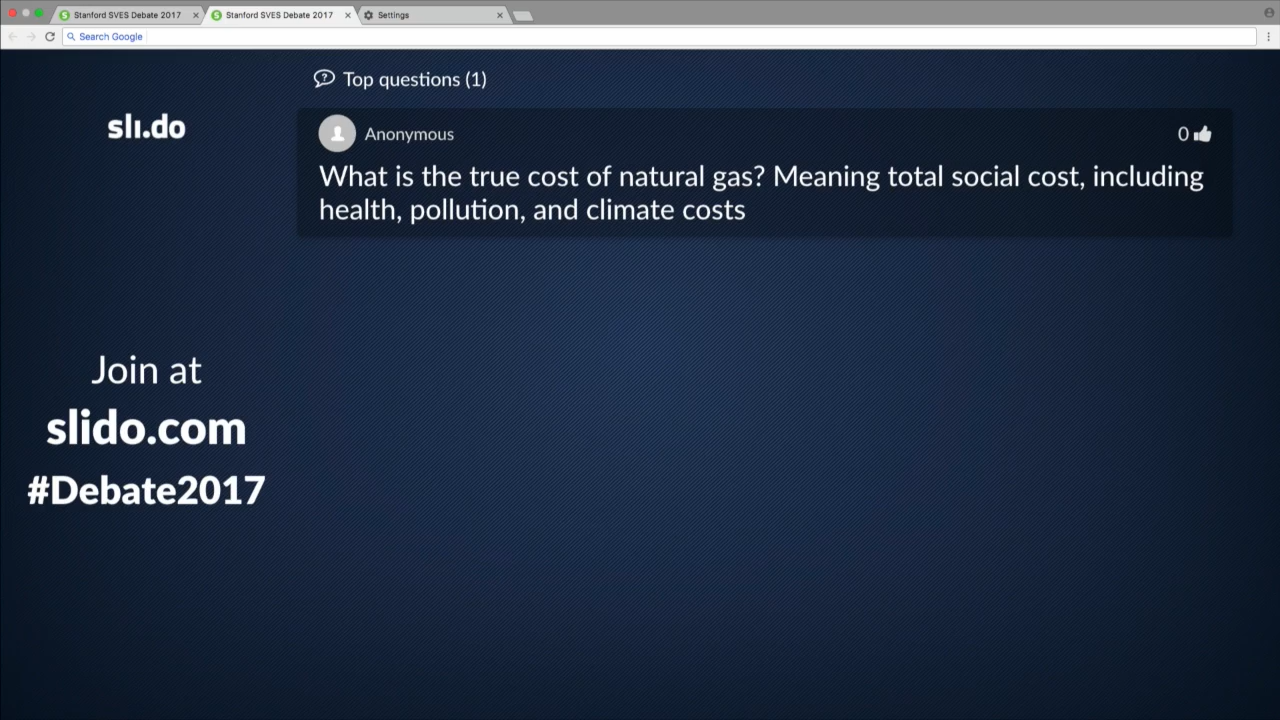 Stanford SVES Debate 2017
Stanford SVES Debate 2017
Settings
Search Google
Top questions (1)
sli.do
Anonymous
0
What is the true cost of natural gas? Meaning total social cost, including
health, pollution, and climate costs
Join at
slido.com
#Debate2017